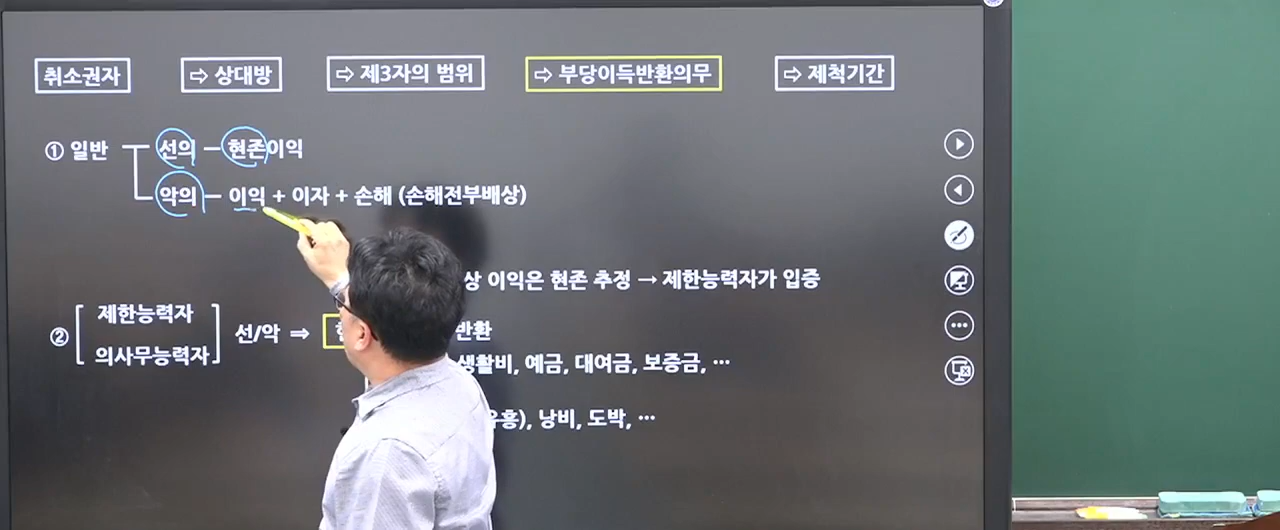 취소권자 ⇨ 상대방 ⇨ 제3자의 범위 ⇨ 부당이득반환의무 ⇨ 제척기간
① 일반 선의 – 현존이익
악의 – 이익 + 이자 + 손해 (손해전부배상)
상 이익은 현존 추정 → 제한능력자가 입증
② 제한능력자
의사무능력자
선/악 ⇒ 반환
생활비, 예금, 대여금, 보증금, …
유흥), 낭비, 도박, …